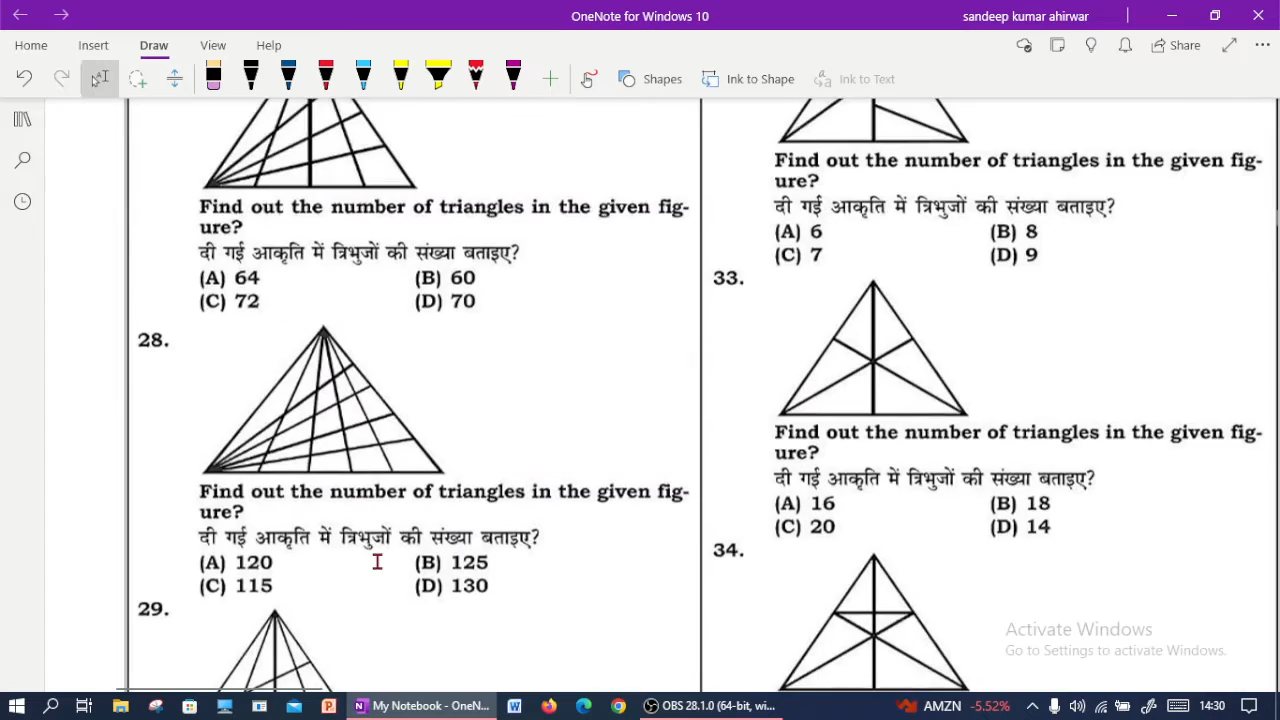 OneNote for Windows 10
sandeep kumar ahirwar
Home
Insert
Draw
View
Help
Share
Shapes
Ink to Shape
Ink to Text
Find out the number of triangles in the given fig-
ure?
दी गई आकृति में त्रिभुजों की संख्या बताइए?
(A) 64
(B) 60
(C) 72
(D) 70
28.
Find out the number of triangles in the given fig-
ure?
दी गई आकृति में त्रिभुजों की संख्या बताइए?
(A) 120
(B) 125
(C) 115
(D) 130
29.
Find out the number of triangles in the given fig-
ure?
दी गई आकृति में त्रिभुजों की संख्या बताइए?
(A) 6
(B) 8
(C) 7
(D) 9
33.
Find out the number of triangles in the given fig-
ure?
दी गई आकृति में त्रिभुजों की संख्या बताइए?
(A) 16
(B) 18
(C) 20
(D) 14
34.
Activate Windows
Go to Settings to activate Windows.
My Notebook - OneN...
OBS 28.1.0 (64-bit, wi...
AMZN -5.52%
14:30